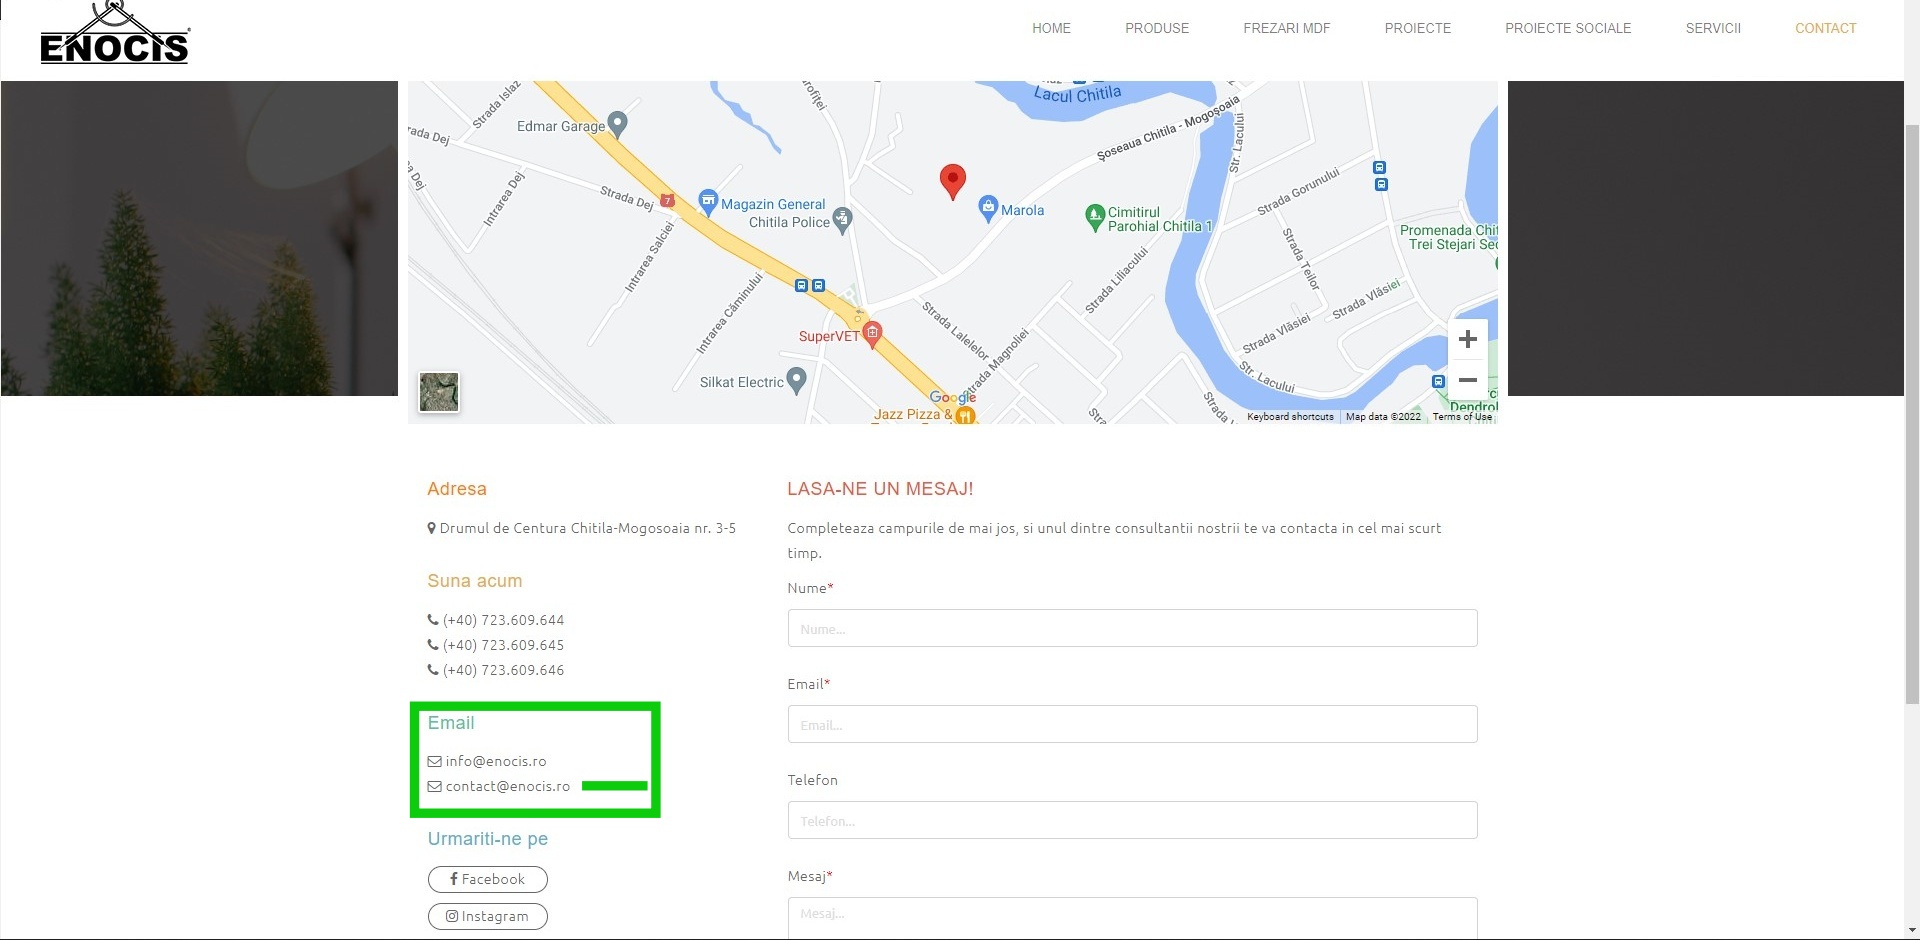 ENOCIS
HOME
PRODUSE
FREZARI MDF
PROIECTE
PROIECTE SOCIALE
SERVICII
CONTACT
Lacul Chitila
Strada Islaz
Edmar Garage
rada Dej
Intrarea Dej
Strada Dej
7
Magazin General
Chitila Police
Marola
Șoseaua Chitila - Mogoșoaia
Str. Lacului
Strada Gorunului
Cimitirul
Parohial Chitila 1
Promenada Chit
Trei Stejari Sec
Intrarea Salciei
Intrarea Căminului
Strada Liliacului
Strada Teilor
Strada Vlăsiei
Strada Vlăsiei
Strada Lalelelor
Strada Magnoliei
SuperVET
Silkat Electric
Str. Lacului
Google
Jazz Pizza &
Dendrol
Keyboard shortcuts
Map data ©2022
Terms of Use
Adresa
Drumul de Centura Chitila-Mogosoaia nr. 3-5
Suna acum
(+40) 723.609.644
(+40) 723.609.645
(+40) 723.609.646
Email
info@enocis.ro
contact@enocis.ro
Urmariti-ne pe
Facebook
Instagram
LASA-NE UN MESAJ!
Completeaza campurile de mai jos, si unul dintre consultantii nostrii te va contacta in cel mai scurt
timp.
Nume*
Nume...
Email*
Email...
Telefon
Telefon...
Mesaj*
Mesaj...